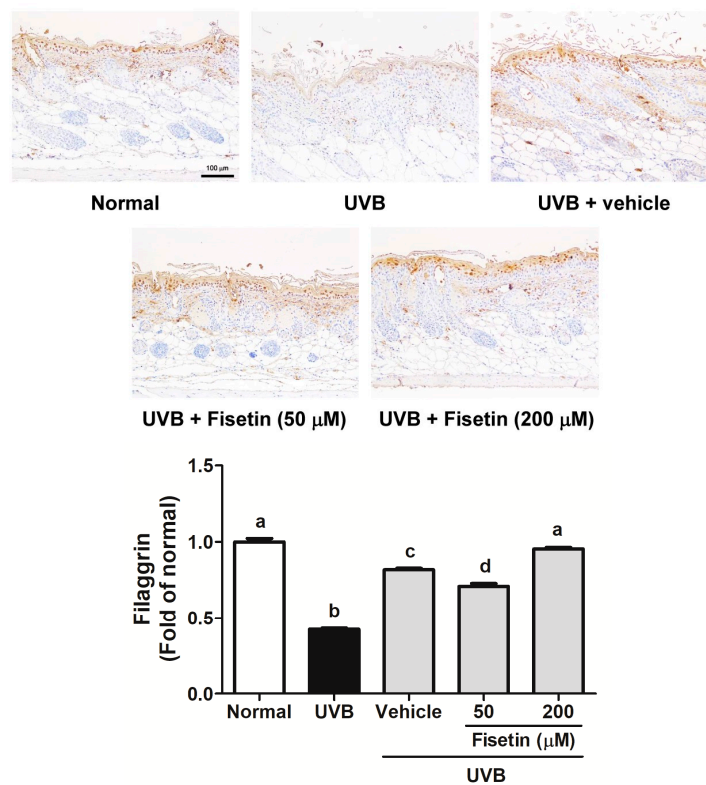 100 μm
Normal
UVB
UVB + vehicle
UVB + Fisetin (50 μM)
UVB + Fisetin (200 μM)
Filaggrin
(Fold of normal)
1.5
1.0
0.5
0.0
a
b
c
d
a
Normal
UVB
Vehicle
50
200
Fisetin (μM)
UVB